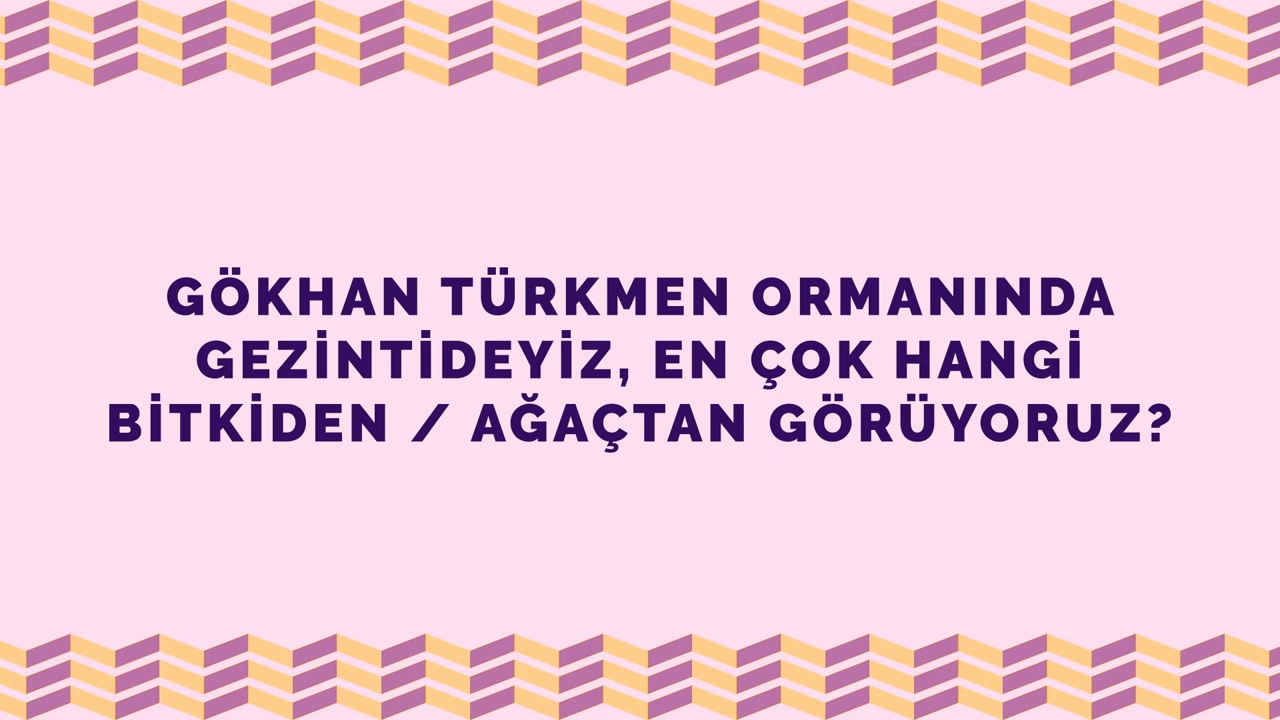 GÖKHAN TÜRKMEN ORMANINDA
GEZİNTİDEYİZ, EN ÇOK HANGİ
BİTKİDEN / AĞAÇTAN GÖRÜYORUZ?